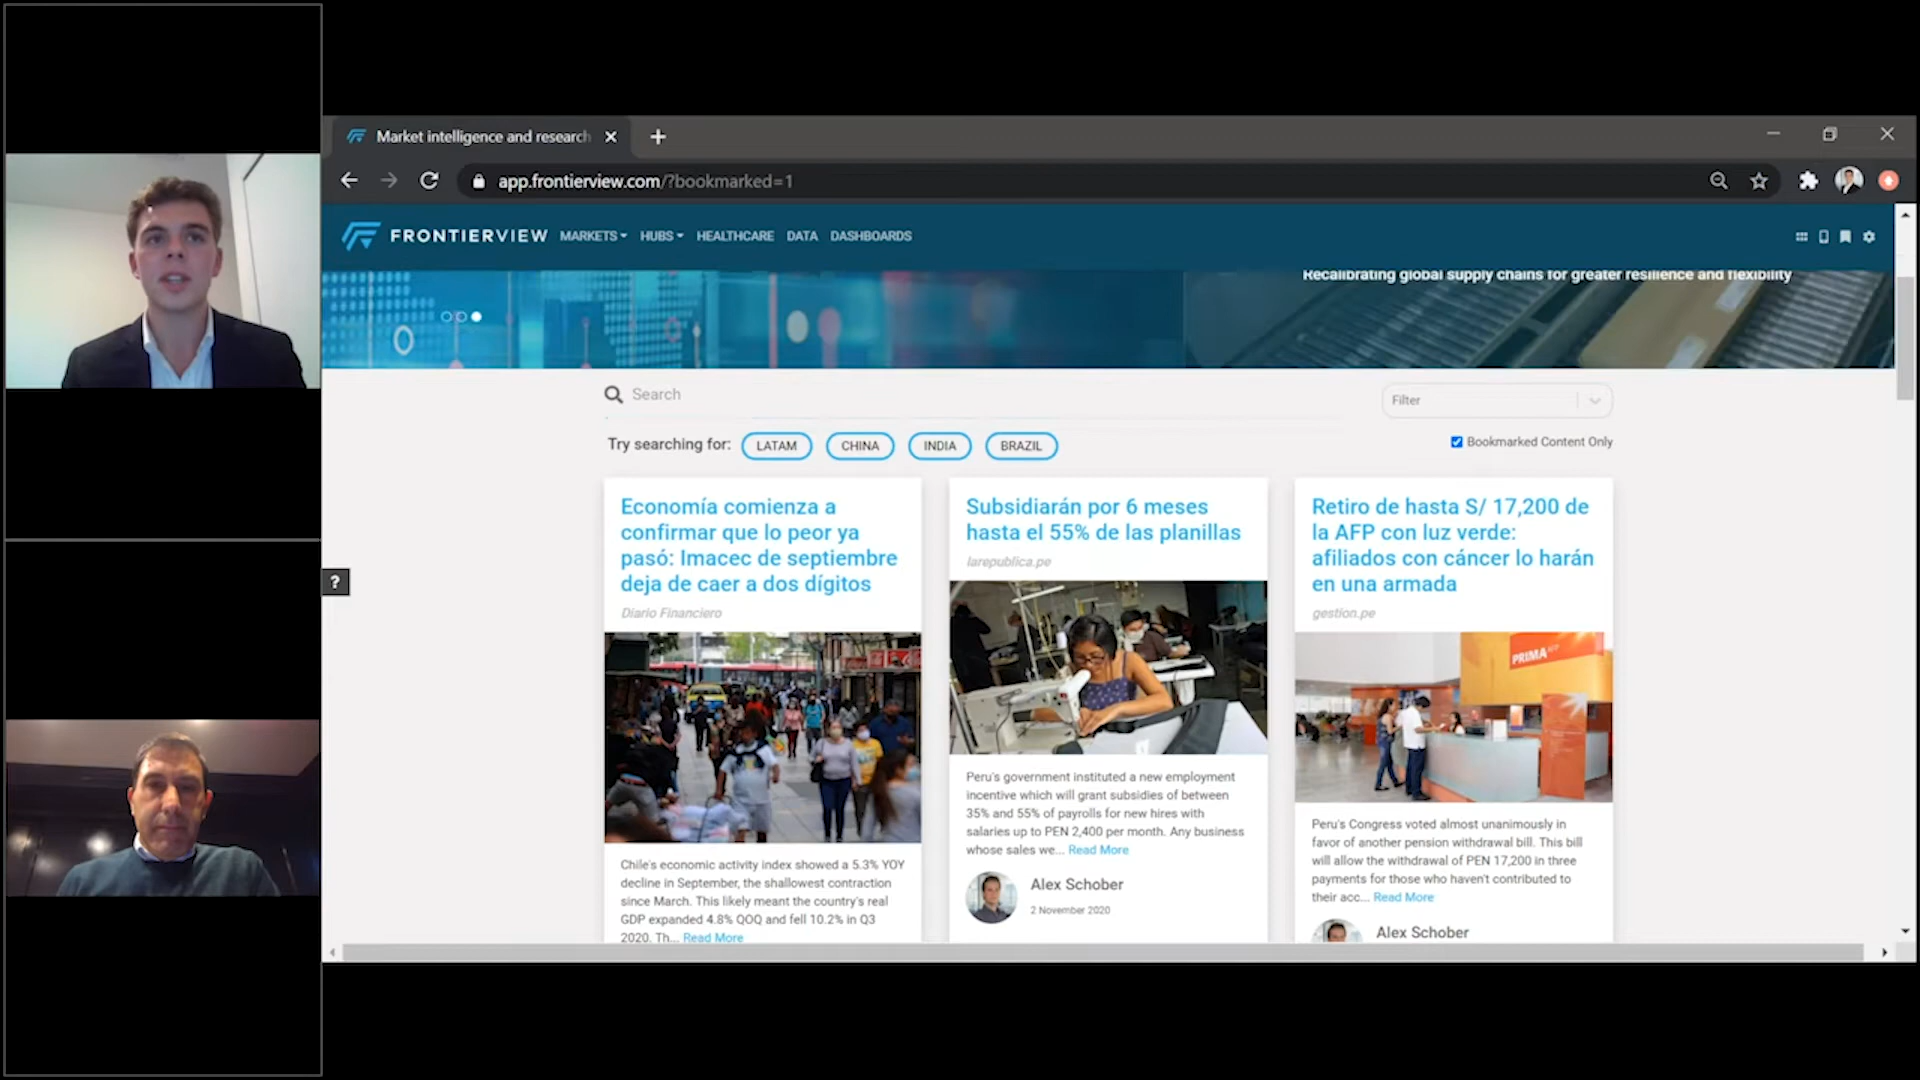 Market intelligence and research
app.frontierview.com/?bookmarked=1
FRONTIERVIEW MARKETS HUBS HEALTHCARE DATA DASHBOARDS
Recalibrating global supply chains for greater resilience and flexibility
Search
Filter
Try searching for: LATAM CHINA INDIA BRAZIL
Bookmarked Content Only
Economía comienza a
confirmar que lo peor ya
pasó: Imacec de septiembre
deja de caer a dos dígitos
Diario Financiero
Chile's economic activity index showed a 5.3% YOY
decline in September, the shallowest contraction
since March. This likely meant the country's real
GDP expanded 4.8% QOQ and fell 10.2% in Q3
2020. Th... Read More
Subsidiarán por 6 meses
hasta el 55% de las planillas
larepublica.pe
Peru's government instituted a new employment
incentive which will grant subsidies of between
35% and 55% of payrolls for new hires with
salaries up to PEN 2,400 per month. Any business
whose sales we... Read More
Alex Schober
2 November 2020
Retiro de hasta S/ 17,200 de
la AFP con luz verde:
afiliados con cáncer lo harán
en una armada
gestion.pe
PRIMA AFP
Peru's Congress voted almost unanimously in
favor of another pension withdrawal bill. This bill
will allow the withdrawal of PEN 17,200 in three
payments for those who haven't contributed to
their acc... Read More
Alex Schober
?